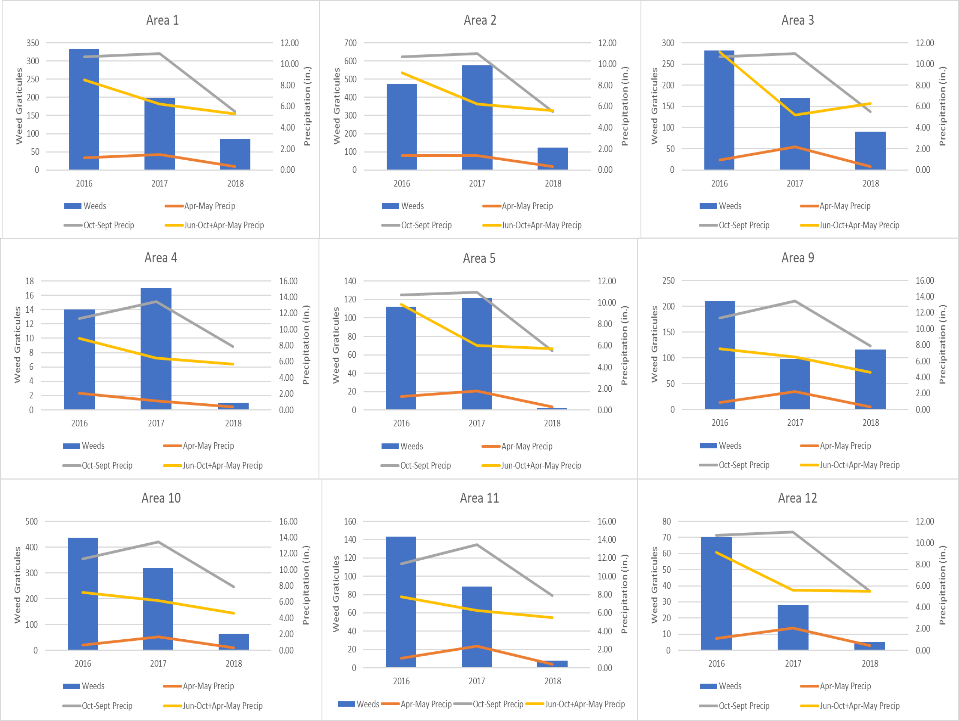 Area 1
350
300
250
200
150
100
50
0
Weed Graticules
12.00
10.00
8.00
6.00
4.00
2.00
0.00
Precipitation (in.)
2016 2017 2018
Weeds Apr-May Precip
Oct-Sept Precip Jun-Oct+Apr-May Precip
Area 2
700
600
500
400
300
200
100
0
Weed Graticules
12.00
10.00
8.00
6.00
4.00
2.00
0.00
Precipitation (in.)
2016 2017 2018
Weeds Apr-May Precip
Oct-Sept Precip Jun-Oct+Apr-May Precip
Area 3
300
250
200
150
100
50
0
Weed Graticules
12.00
10.00
8.00
6.00
4.00
2.00
0.00
Precipitation (in.)
2016 2017 2018
Weeds Apr-May Precip
Oct-Sept Precip Jun-Oct+Apr-May Precip
Area 4
18
16
14
12
10
8
6
4
2
0
Weed Graticules
16.00
14.00
12.00
10.00
8.00
6.00
4.00
2.00
0.00
Precipitation (in.)
2016 2017 2018
Weeds Apr-May Precip
Oct-Sept Precip Jun-Oct+Apr-May Precip
Area 5
140
120
100
80
60
40
20
0
Weed Graticules
12.00
10.00
8.00
6.00
4.00
2.00
0.00
Precipitation (in.)
2016 2017 2018
Weeds Apr-May Precip
Oct-Sept Precip Jun-Oct+Apr-May Precip
Area 9
250
200
150
100
50
0
Weed Graticules
16.00
14.00
12.00
10.00
8.00
6.00
4.00
2.00
0.00
Precipitation (in.)
2016 2017 2018
Weeds Apr-May Precip
Oct-Sept Precip Jun-Oct+Apr-May Precip
Area 10
500
400
300
200
100
0
Weed Graticules
16.00
14.00
12.00
10.00
8.00
6.00
4.00
2.00
0.00
Precipitation (in.)
2016 2017 2018
Weeds Apr-May Precip
Oct-Sept Precip Jun-Oct+Apr-May Precip
Area 11
160
140
120
100
80
60
40
20
0
Weed Graticules
16.00
14.00
12.00
10.00
8.00
6.00
4.00
2.00
0.00
Precipitation (in.)
2016 2017 2018
Weeds Apr-May Precip Oct-Sept Precip Jun-Oct+Apr-May Precip
Area 12
80
70
60
50
40
30
20
10
0
Weed Graticules
12.00
10.00
8.00
6.00
4.00
2.00
0.00
Precipitation (in.)
2016 2017 2018
Weeds Apr-May Precip
Oct-Sept Precip Jun-Oct+Apr-May Precip